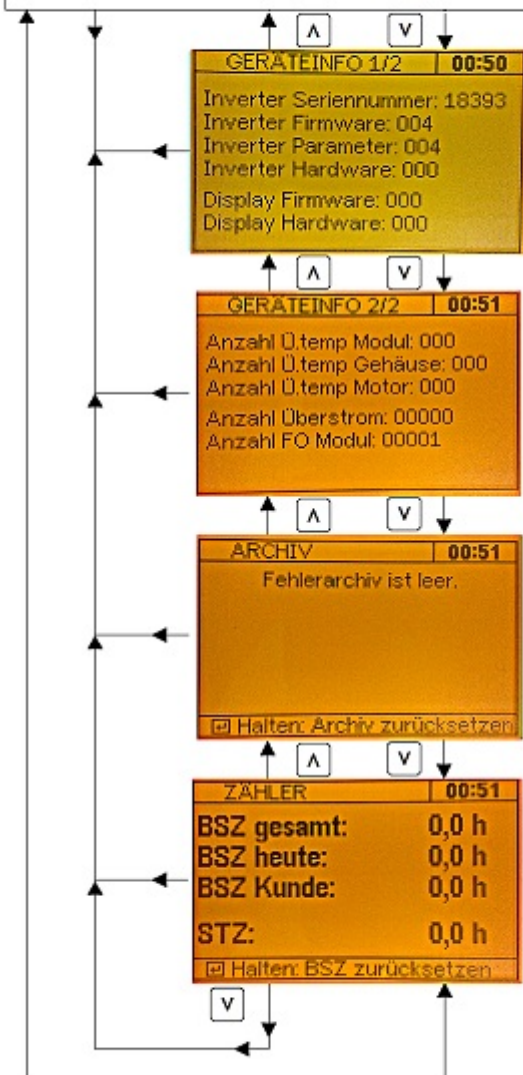 ∧ ∨
GERÄTEINFO 1/2 00:50
Inverter Seriennummer: 18393
Inverter Firmware: 004
Inverter Parameter: 004
Inverter Hardware: 000
Display Firmware: 000
Display Hardware: 000
∧ ∨
GERÄTEINFO 2/2 00:51
Anzahl Ü.temp Modul: 000
Anzahl Ü.temp Gehäuse: 000
Anzahl Ü.temp Motor: 000
Anzahl Überstrom: 00000
Anzahl FO Modul: 00001
∧ ∨
ARCHIV 00:51
Fehlerarchiv ist leer.
Halten: Archiv zurücksetzen
∧ ∨
ZÄHLER 00:51
BSZ gesamt: 0,0 h
BSZ heute: 0,0 h
BSZ Kunde: 0,0 h
STZ: 0,0 h
Halten: BSZ zurücksetzen
∨